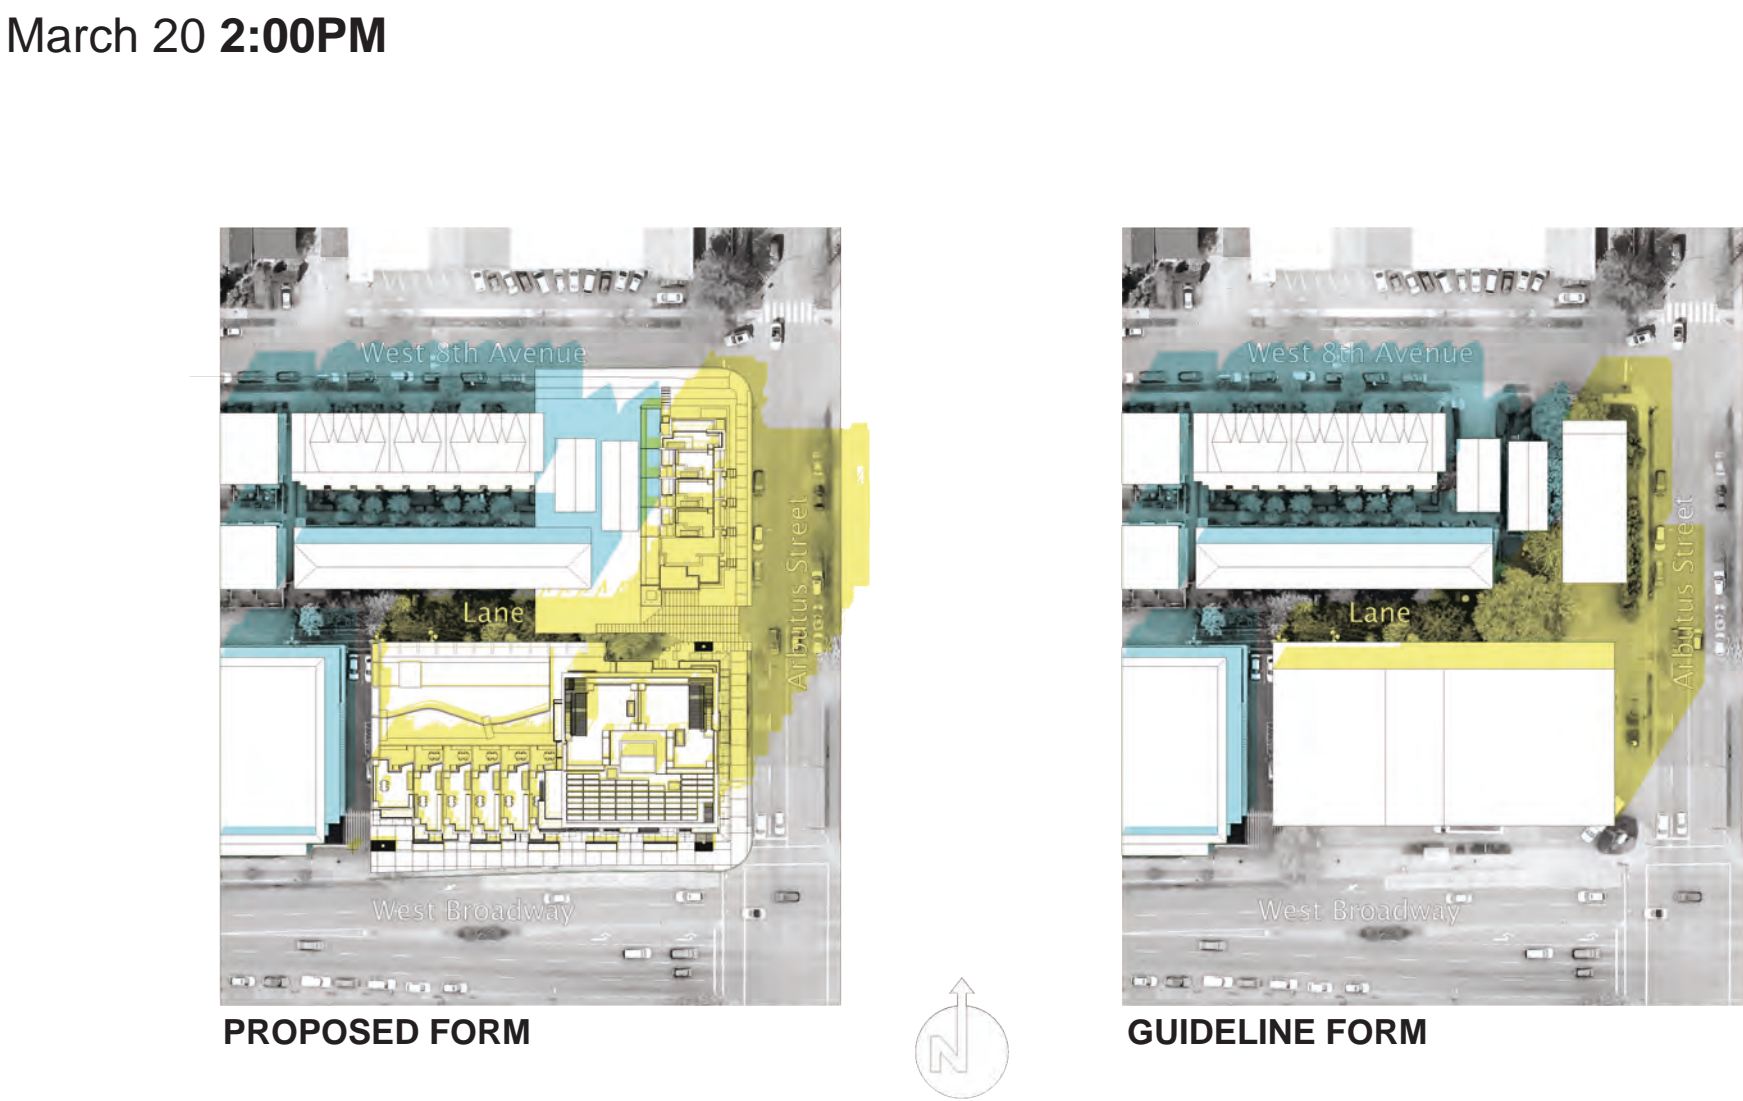 March 20 2:00PM
West 8th Avenue
Arbutus Street
Lane
West Broadway
PROPOSED FORM
N
West 8th Avenue
Arbutus Street
Lane
West Broadway
GUIDELINE FORM